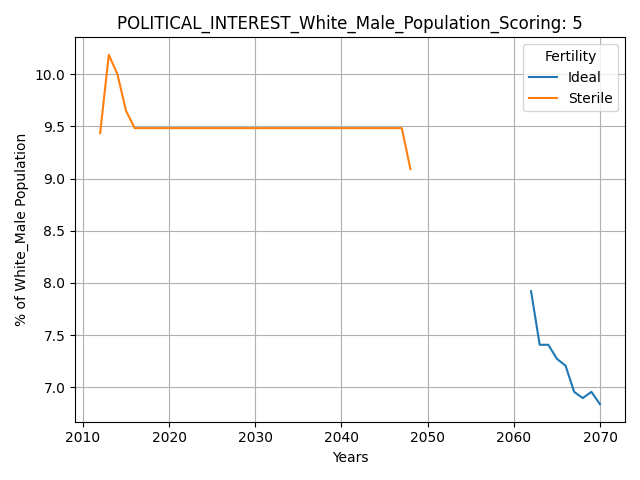 POLITICAL_INTEREST_White_Male_Population_Scoring: 5
Fertility
Ideal
Sterile
% of White_Male Population
10.0
9.5
9.0
8.5
8.0
7.5
7.0
2010 2020 2030 2040 2050 2060 2070
Years